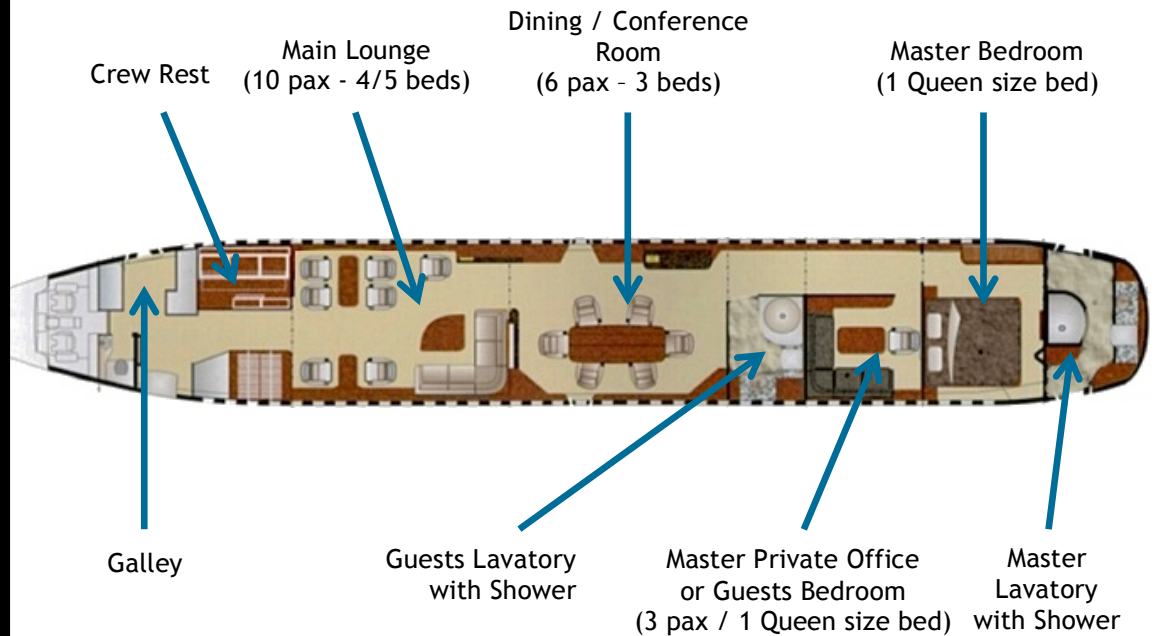 Crew Rest
Main Lounge
(10 pax - 4/5 beds)
Dining / Conference
Room
(6 pax – 3 beds)
Master Bedroom
(1 Queen size bed)
Galley
Guests Lavatory
with Shower
Master Private Office
or Guests Bedroom
(3 pax / 1 Queen size bed)
Master
Lavatory
with Shower